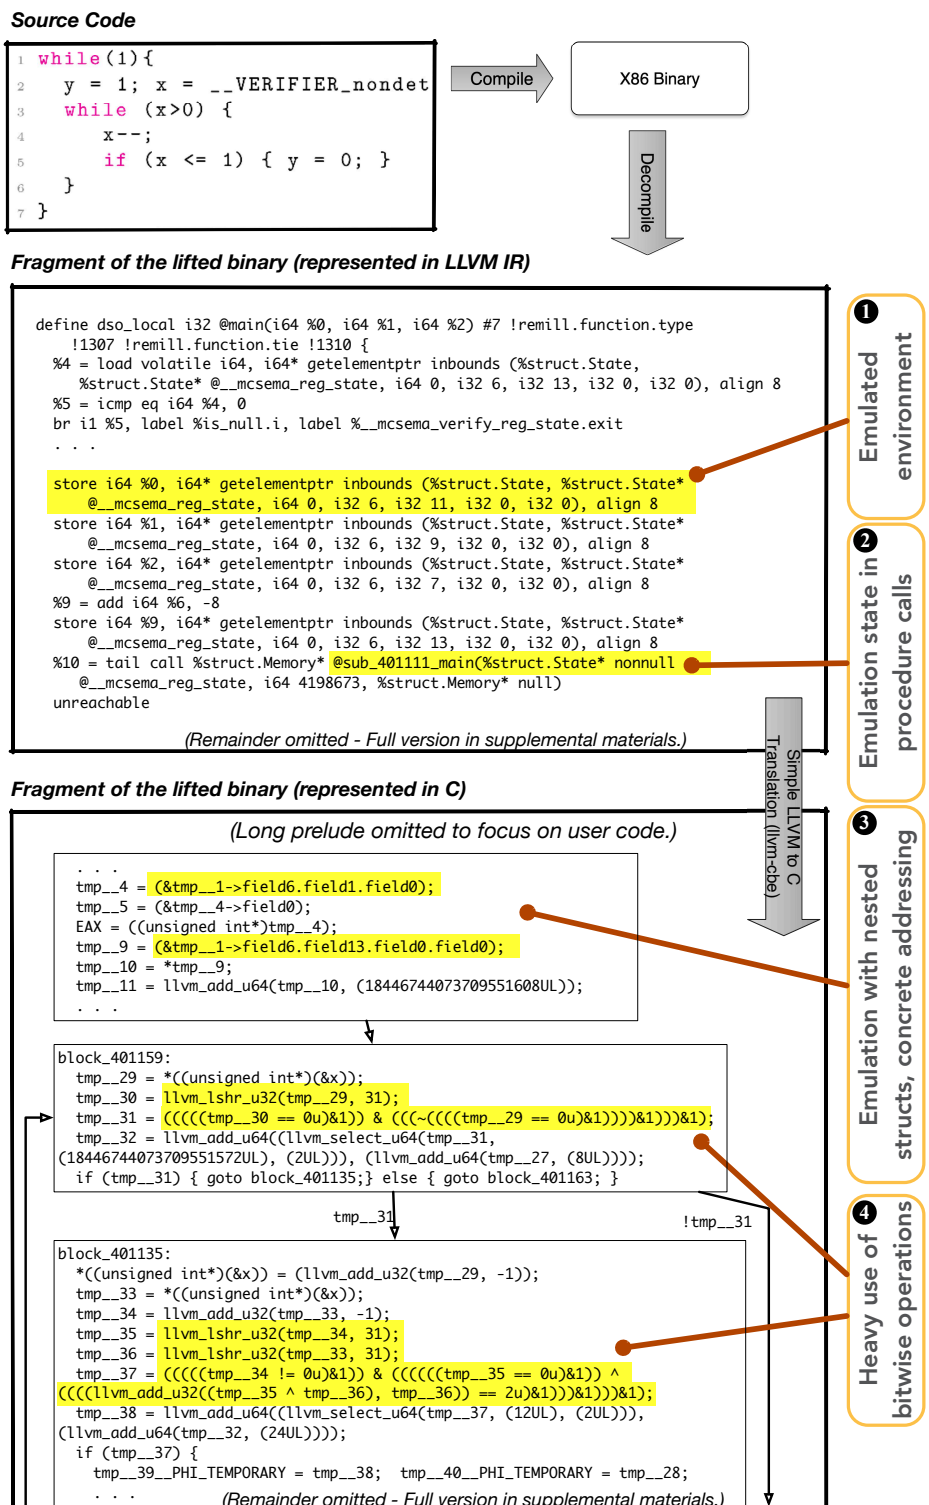 Source Code
1 while(1){
2 y = 1; x = __VERIFIER_nondet
3 while (x>0) {
4 x--;
5 if (x <= 1) { y = 0; }
6 }
7 }
Compile
X86 Binary
Decompile
Fragment of the lifted binary (represented in LLVM IR)
define dso_local i32 @main(i64 %0, i64 %1, i64 %2) #7 !remill.function.type
!1307 !remill.function.tie !1310 {
%4 = load volatile i64, i64* getelementptr inbounds (%struct.State,
%struct.State* @__mcsema_reg_state, i64 0, i32 6, i32 13, i32 0, i32 0), align 8
%5 = icmp eq i64 %4, 0
br i1 %5, label %is_null.i, label %__mcsema_verify_reg_state.exit
. . .
store i64 %0, i64* getelementptr inbounds (%struct.State, %struct.State*
@__mcsema_reg_state, i64 0, i32 6, i32 11, i32 0, i32 0), align 8
store i64 %1, i64* getelementptr inbounds (%struct.State, %struct.State*
@__mcsema_reg_state, i64 0, i32 6, i32 9, i32 0, i32 0), align 8
store i64 %2, i64* getelementptr inbounds (%struct.State, %struct.State*
@__mcsema_reg_state, i64 0, i32 6, i32 7, i32 0, i32 0), align 8
%9 = add i64 %6, -8
store i64 %9, i64* getelementptr inbounds (%struct.State, %struct.State*
@__mcsema_reg_state, i64 0, i32 6, i32 13, i32 0, i32 0), align 8
%10 = tail call %struct.Memory* @sub_401111_main(%struct.State* nonnull
@__mcsema_reg_state, i64 4198673, %struct.Memory* null)
unreachable
(Remainder omitted - Full version in supplemental materials.)
1
Emulated
environment
2
Emulation state in
procedure calls
Simple LLVM to C
Translation (llvm-cbe)
Fragment of the lifted binary (represented in C)
(Long prelude omitted to focus on user code.)
. . .
tmp__4 = (&tmp__1->field6.field1.field0);
tmp__5 = (&tmp__4->field0);
EAX = ((unsigned int*)tmp__4);
tmp__9 = (&tmp__1->field6.field13.field0.field0);
tmp__10 = *tmp__9;
tmp__11 = llvm_add_u64(tmp__10, (18446744073709551608UL));
. . .
3
Emulation with nested
structs, concrete addressing
block_401159:
tmp__29 = *((unsigned int*)(&x));
tmp__30 = llvm_lshr_u32(tmp__29, 31);
tmp__31 = (((((tmp__30 == 0u)&1)) & (((~((((tmp__29 == 0u)&1))))&1)))&1);
tmp__32 = llvm_add_u64((llvm_select_u64(tmp__31,
(18446744073709551572UL), (2UL))), (llvm_add_u64(tmp__27, (8UL))));
if (tmp__31) { goto block_401135;} else { goto block_401163; }
tmp__31
!tmp__31
4
Heavy use of
bitwise operations
block_401135:
*((unsigned int*)(&x)) = (llvm_add_u32(tmp__29, -1));
tmp__33 = *((unsigned int*)(&x));
tmp__34 = llvm_add_u32(tmp__33, -1);
tmp__35 = llvm_lshr_u32(tmp__34, 31);
tmp__36 = llvm_lshr_u32(tmp__33, 31);
tmp__37 = (((((tmp__34 != 0u)&1)) & ((((((tmp__35 == 0u)&1)) ^
((((llvm_add_u32((tmp__35 ^ tmp__36), tmp__36)) == 2u)&1)))&1)))&1);
tmp__38 = llvm_add_u64((llvm_select_u64(tmp__37, (12UL), (2UL))),
(llvm_add_u64(tmp__32, (24UL))));
if (tmp__37) {
tmp__39__PHI_TEMPORARY = tmp__38; tmp__40__PHI_TEMPORARY = tmp__28;
. . .
(Remainder omitted - Full version in supplemental materials.)